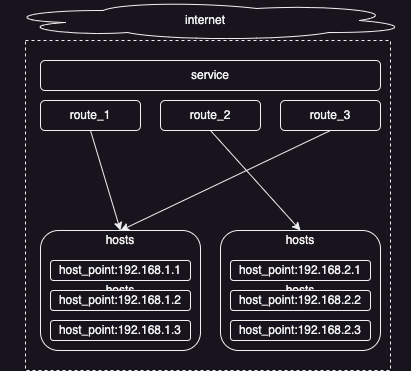 internet
service
route_1
route_2
route_3
hosts
hosts
host_point:192.168.1.1
host_point:192.168.2.1
hosts
hosts
host_point:192.168.1.2
host_point:192.168.2.2
host_point:192.168.1.3
host_point:192.168.2.3